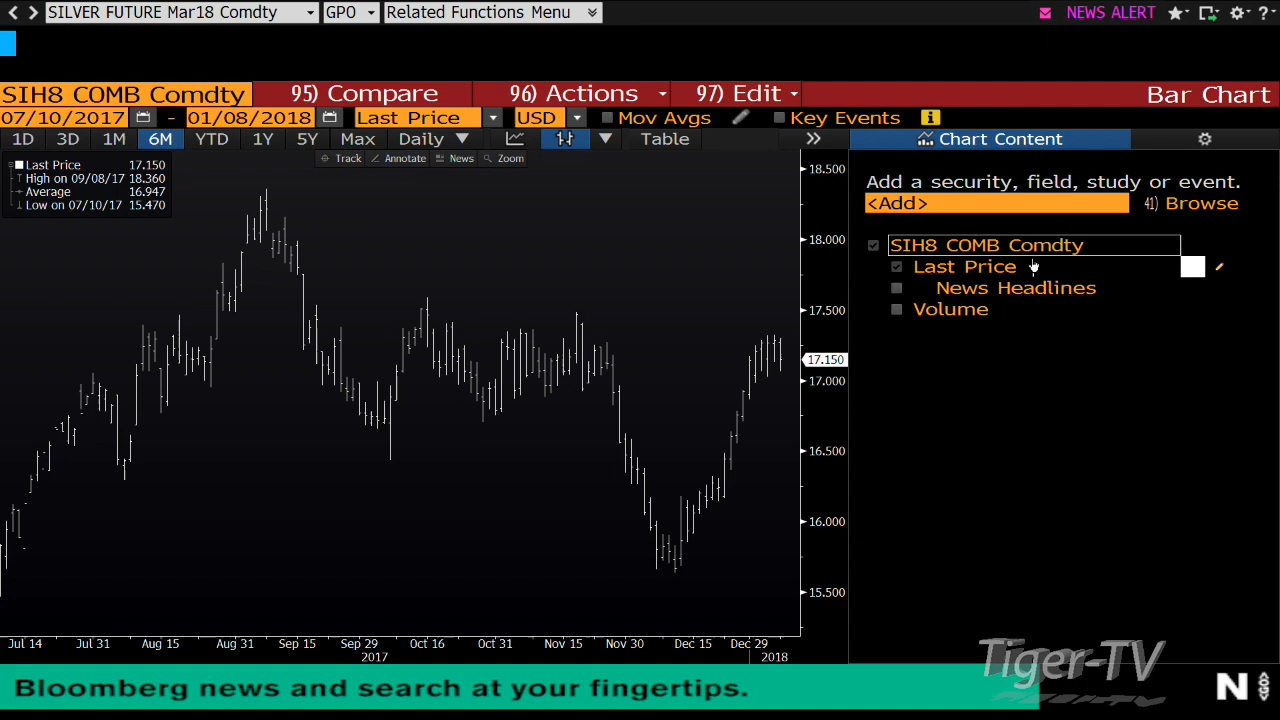 SILVER FUTURE Mar18 Comdty GPO Related Functions Menu NEWS ALERT ?
SIH8 COMB Comdty 95) Compare 96) Actions 97) Edit Bar Chart
07/10/2017 - 01/08/2018 Last Price USD Mov Avgs Key Events
1D 3D 1M 6M YTD 1Y 5Y Max Daily Table » Chart Content
Track Annotate News Zoom
Last Price 17.150
High on 09/08/17 18.360
Average 16.947
Low on 07/10/17 15.470
18.500
18.000
17.500
17.150
17.000
16.500
16.000
15.500
Add a security, field, study or event.
<Add> 41) Browse
SIH8 COMB Comdty
Last Price
News Headlines
Volume
Jul 14 Jul 31 Aug 15 Aug 31 Sep 15 Sep 29 Oct 16 Oct 31 Nov 15 Nov 30 Dec 15 Dec 29
2017 2018
Tiger-TV
Bloomberg news and search at your fingertips.
N